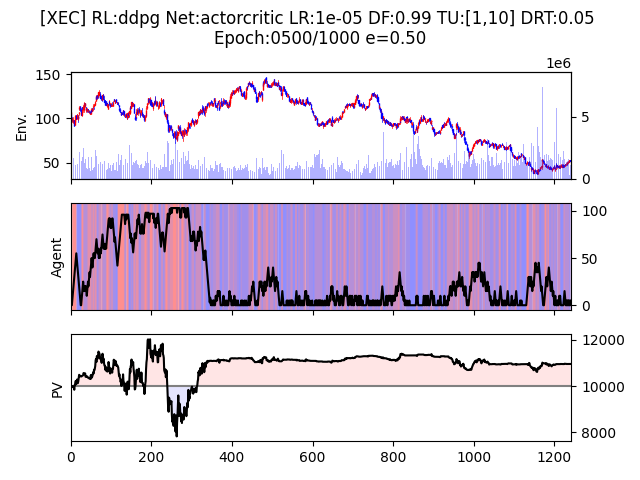 [XEC] RL:ddpg Net:actorcritic LR:1e-05 DF:0.99 TU:[1,10] DRT:0.05
Epoch:0500/1000 e=0.50
1e6
150
100
50
Env.
5
0
Agent
100
50
0
PV
12000
10000
8000
0 200 400 600 800 1000 1200